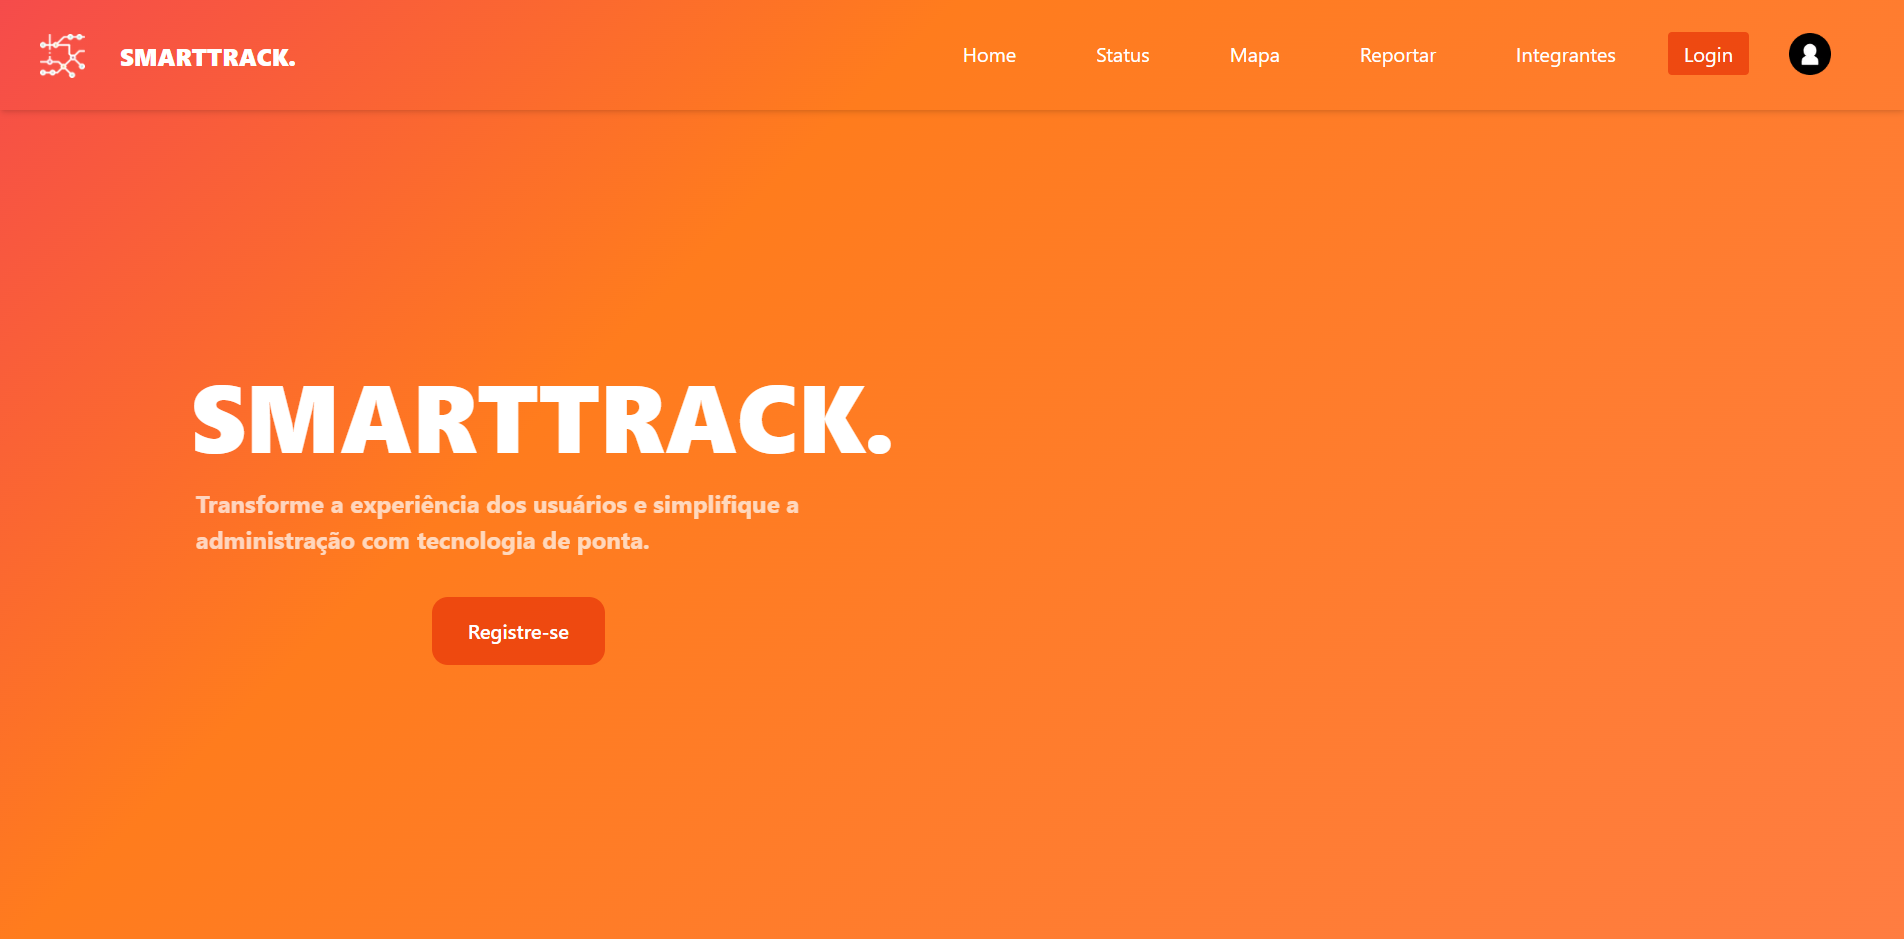 SMARTTRACK.
Home
Status
Mapa
Reportar
Integrantes
Login
SMARTTRACK.
Transforme a experiência dos usuários e simplifique a
administração com tecnologia de ponta.
Registre-se